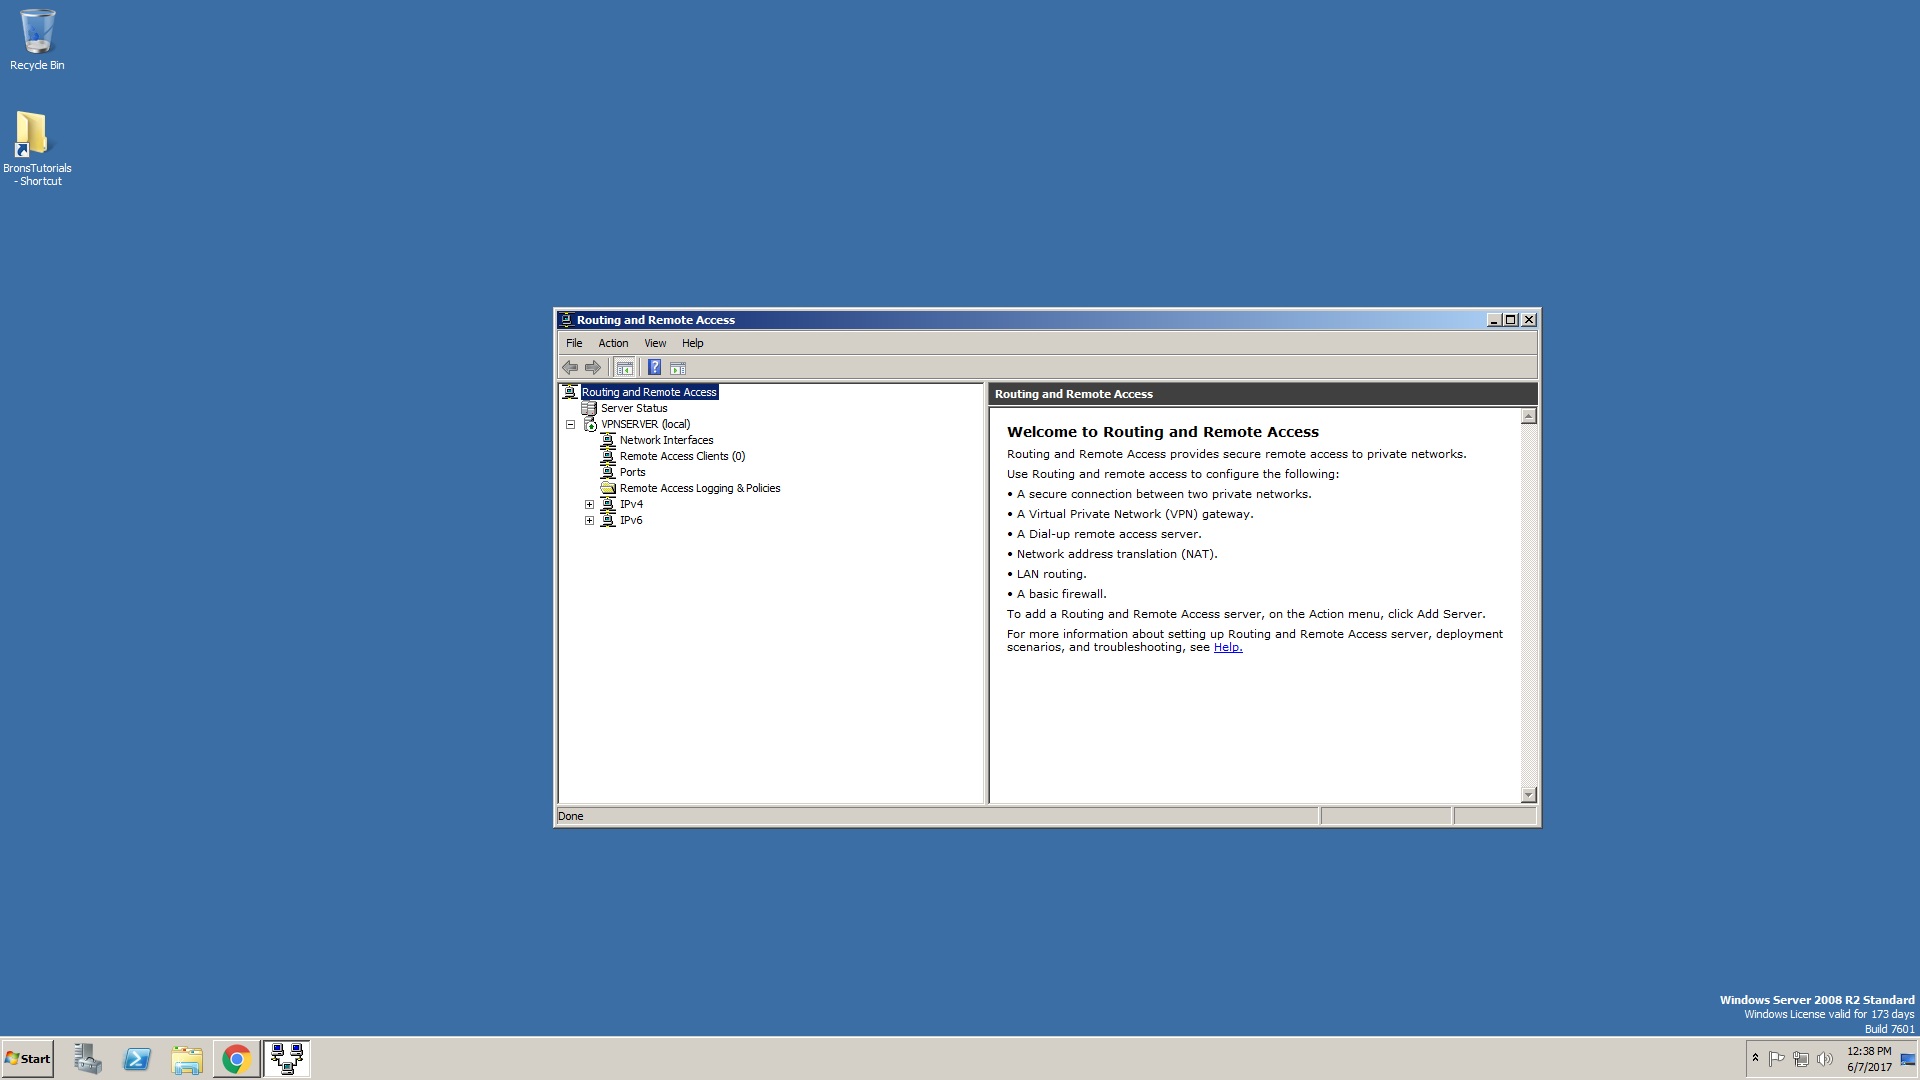 Recycle Bin
BronsTutorials
- Shortcut
Routing and Remote Access
File Action View Help
Routing and Remote Access
Server Status
VPNSERVER (local)
Network Interfaces
Remote Access Clients (0)
Ports
Remote Access Logging & Policies
IPv4
IPv6
Routing and Remote Access
Welcome to Routing and Remote Access
Routing and Remote Access provides secure remote access to private networks.
Use Routing and remote access to configure the following:
• A secure connection between two private networks.
• A Virtual Private Network (VPN) gateway.
• A Dial-up remote access server.
• Network address translation (NAT).
• LAN routing.
• A basic firewall.
To add a Routing and Remote Access server, on the Action menu, click Add Server.
For more information about setting up Routing and Remote Access server, deployment
scenarios, and troubleshooting, see Help.
Done
Windows Server 2008 R2 Standard
Windows License valid for 173 days
Build 7601
Start
12:38 PM
6/7/2017